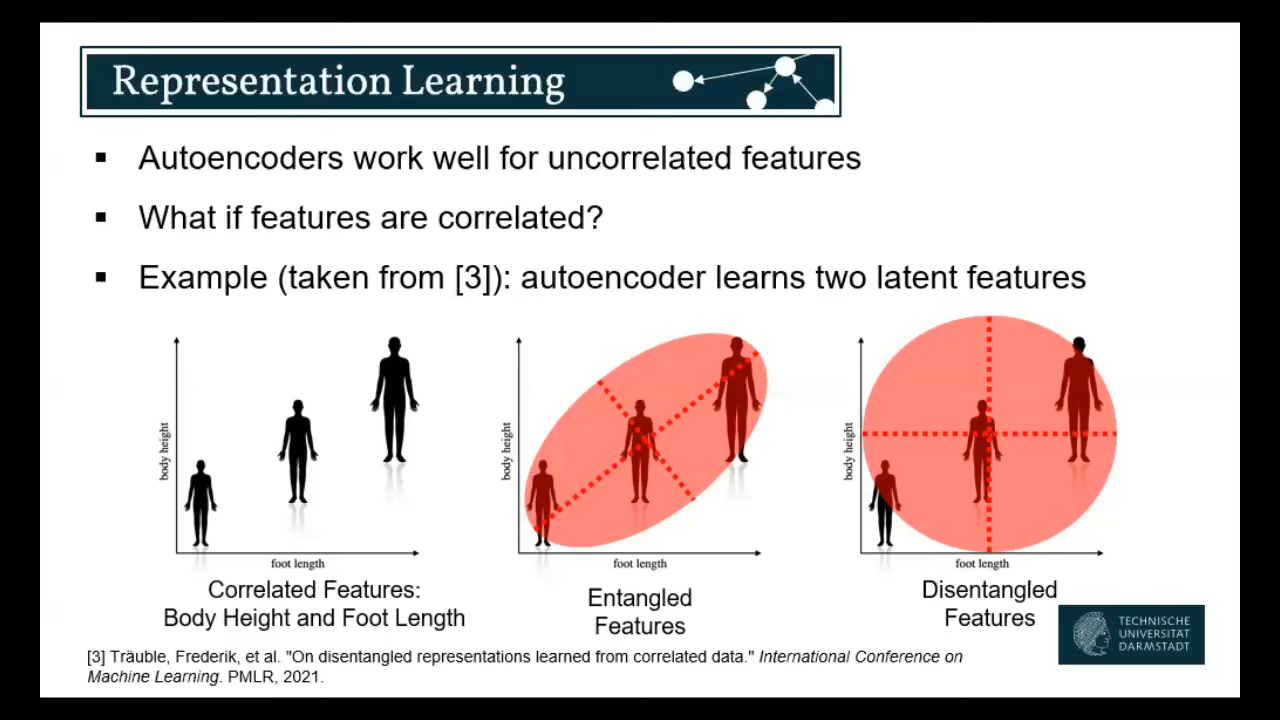 Representation Learning
▪ Autoencoders work well for uncorrelated features
▪ What if features are correlated?
▪ Example (taken from [3]): autoencoder learns two latent features
body height
foot length
Correlated Features:
Body Height and Foot Length
body height
foot length
Entangled
Features
body height
foot length
Disentangled
Features
TECHNISCHE
UNIVERSITÄT
DARMSTADT
[3] Träuble, Frederik, et al. "On disentangled representations learned from correlated data." International Conference on
Machine Learning. PMLR, 2021.